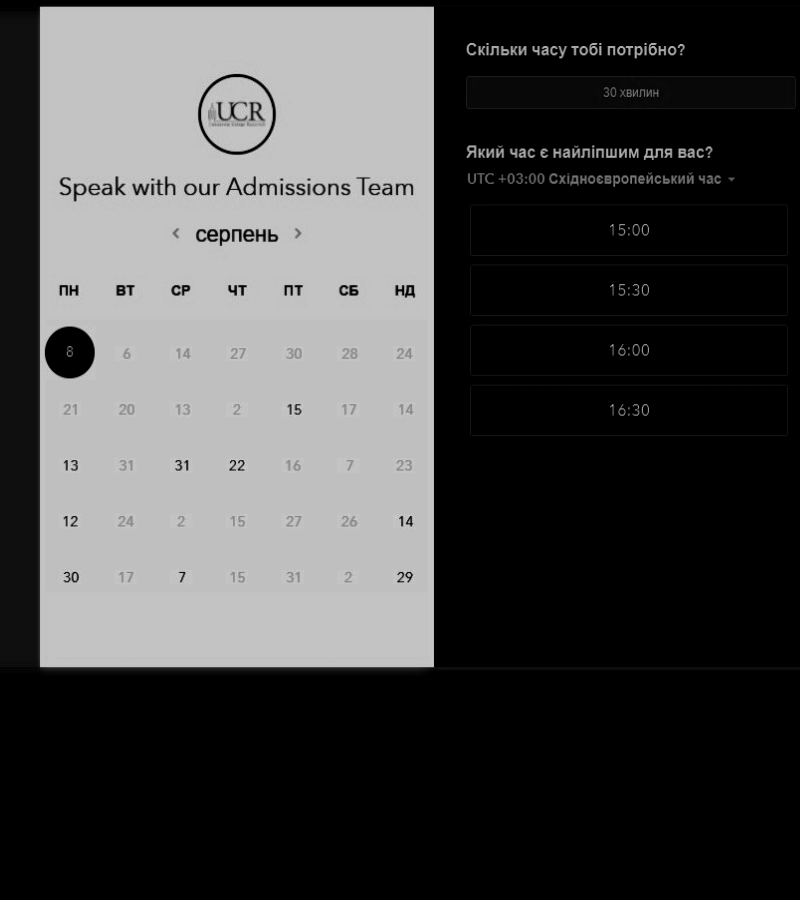 UCR
Speak with our Admissions Team
серпень
ПН ВТ СР ЧТ ПТ СБ НД
8 6 14 27 30 28 24
21 20 13 2 15 17 14
13 31 31 22 16 7 23
12 24 2 15 27 26 14
30 17 7 15 31 2 29
Скільки часу тобі потрібно?
30 хвилин
Який час є найліпшим для вас?
UTC +03:00 Східноєвропейський час
15:00
15:30
16:00
16:30